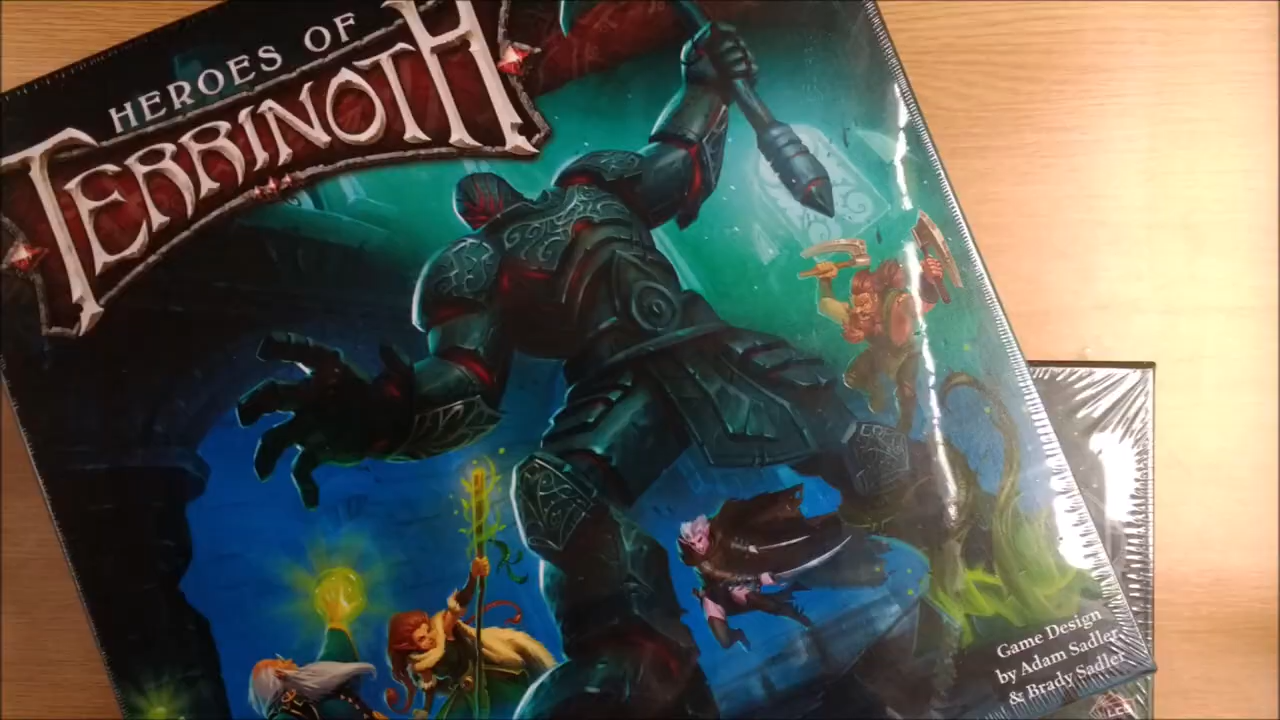 HEROES OF
TERRINOTH
Game Design
by Adam Sadler
& Brady Sadler